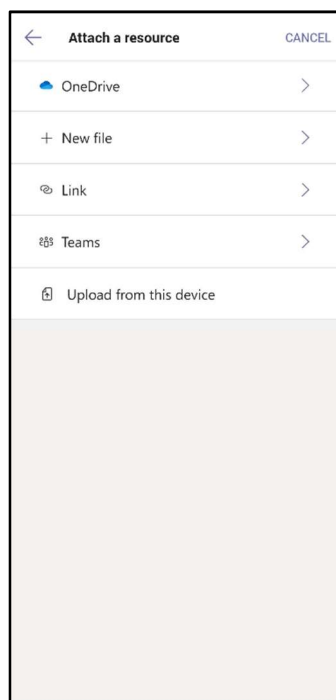 Attach a resource CANCEL
OneDrive
New file
Link
Teams
Upload from this device